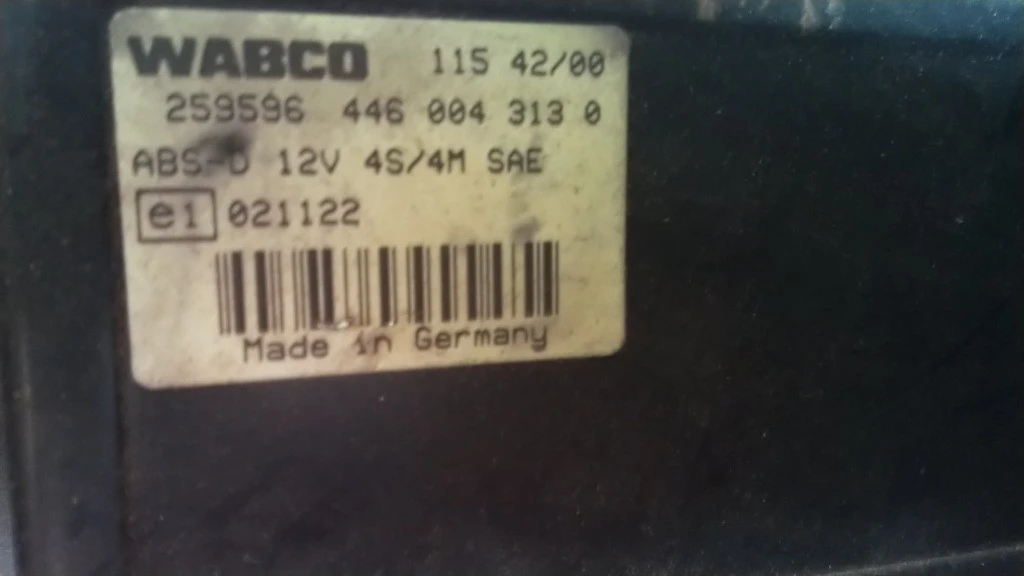 WABCO 115 42/00
259596 446 004 313 0
ABS-D 12V 4S/4M SAE
e1 021122
Made in Germany